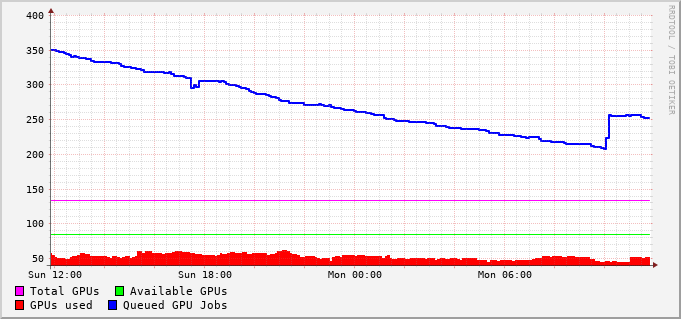 400
350
300
250
200
150
100
50
Sun 12:00 Sun 18:00 Mon 00:00 Mon 06:00
Total GPUs Available GPUs
GPUs used Queued GPU Jobs
RRDTOOL / TOBI OETIKER